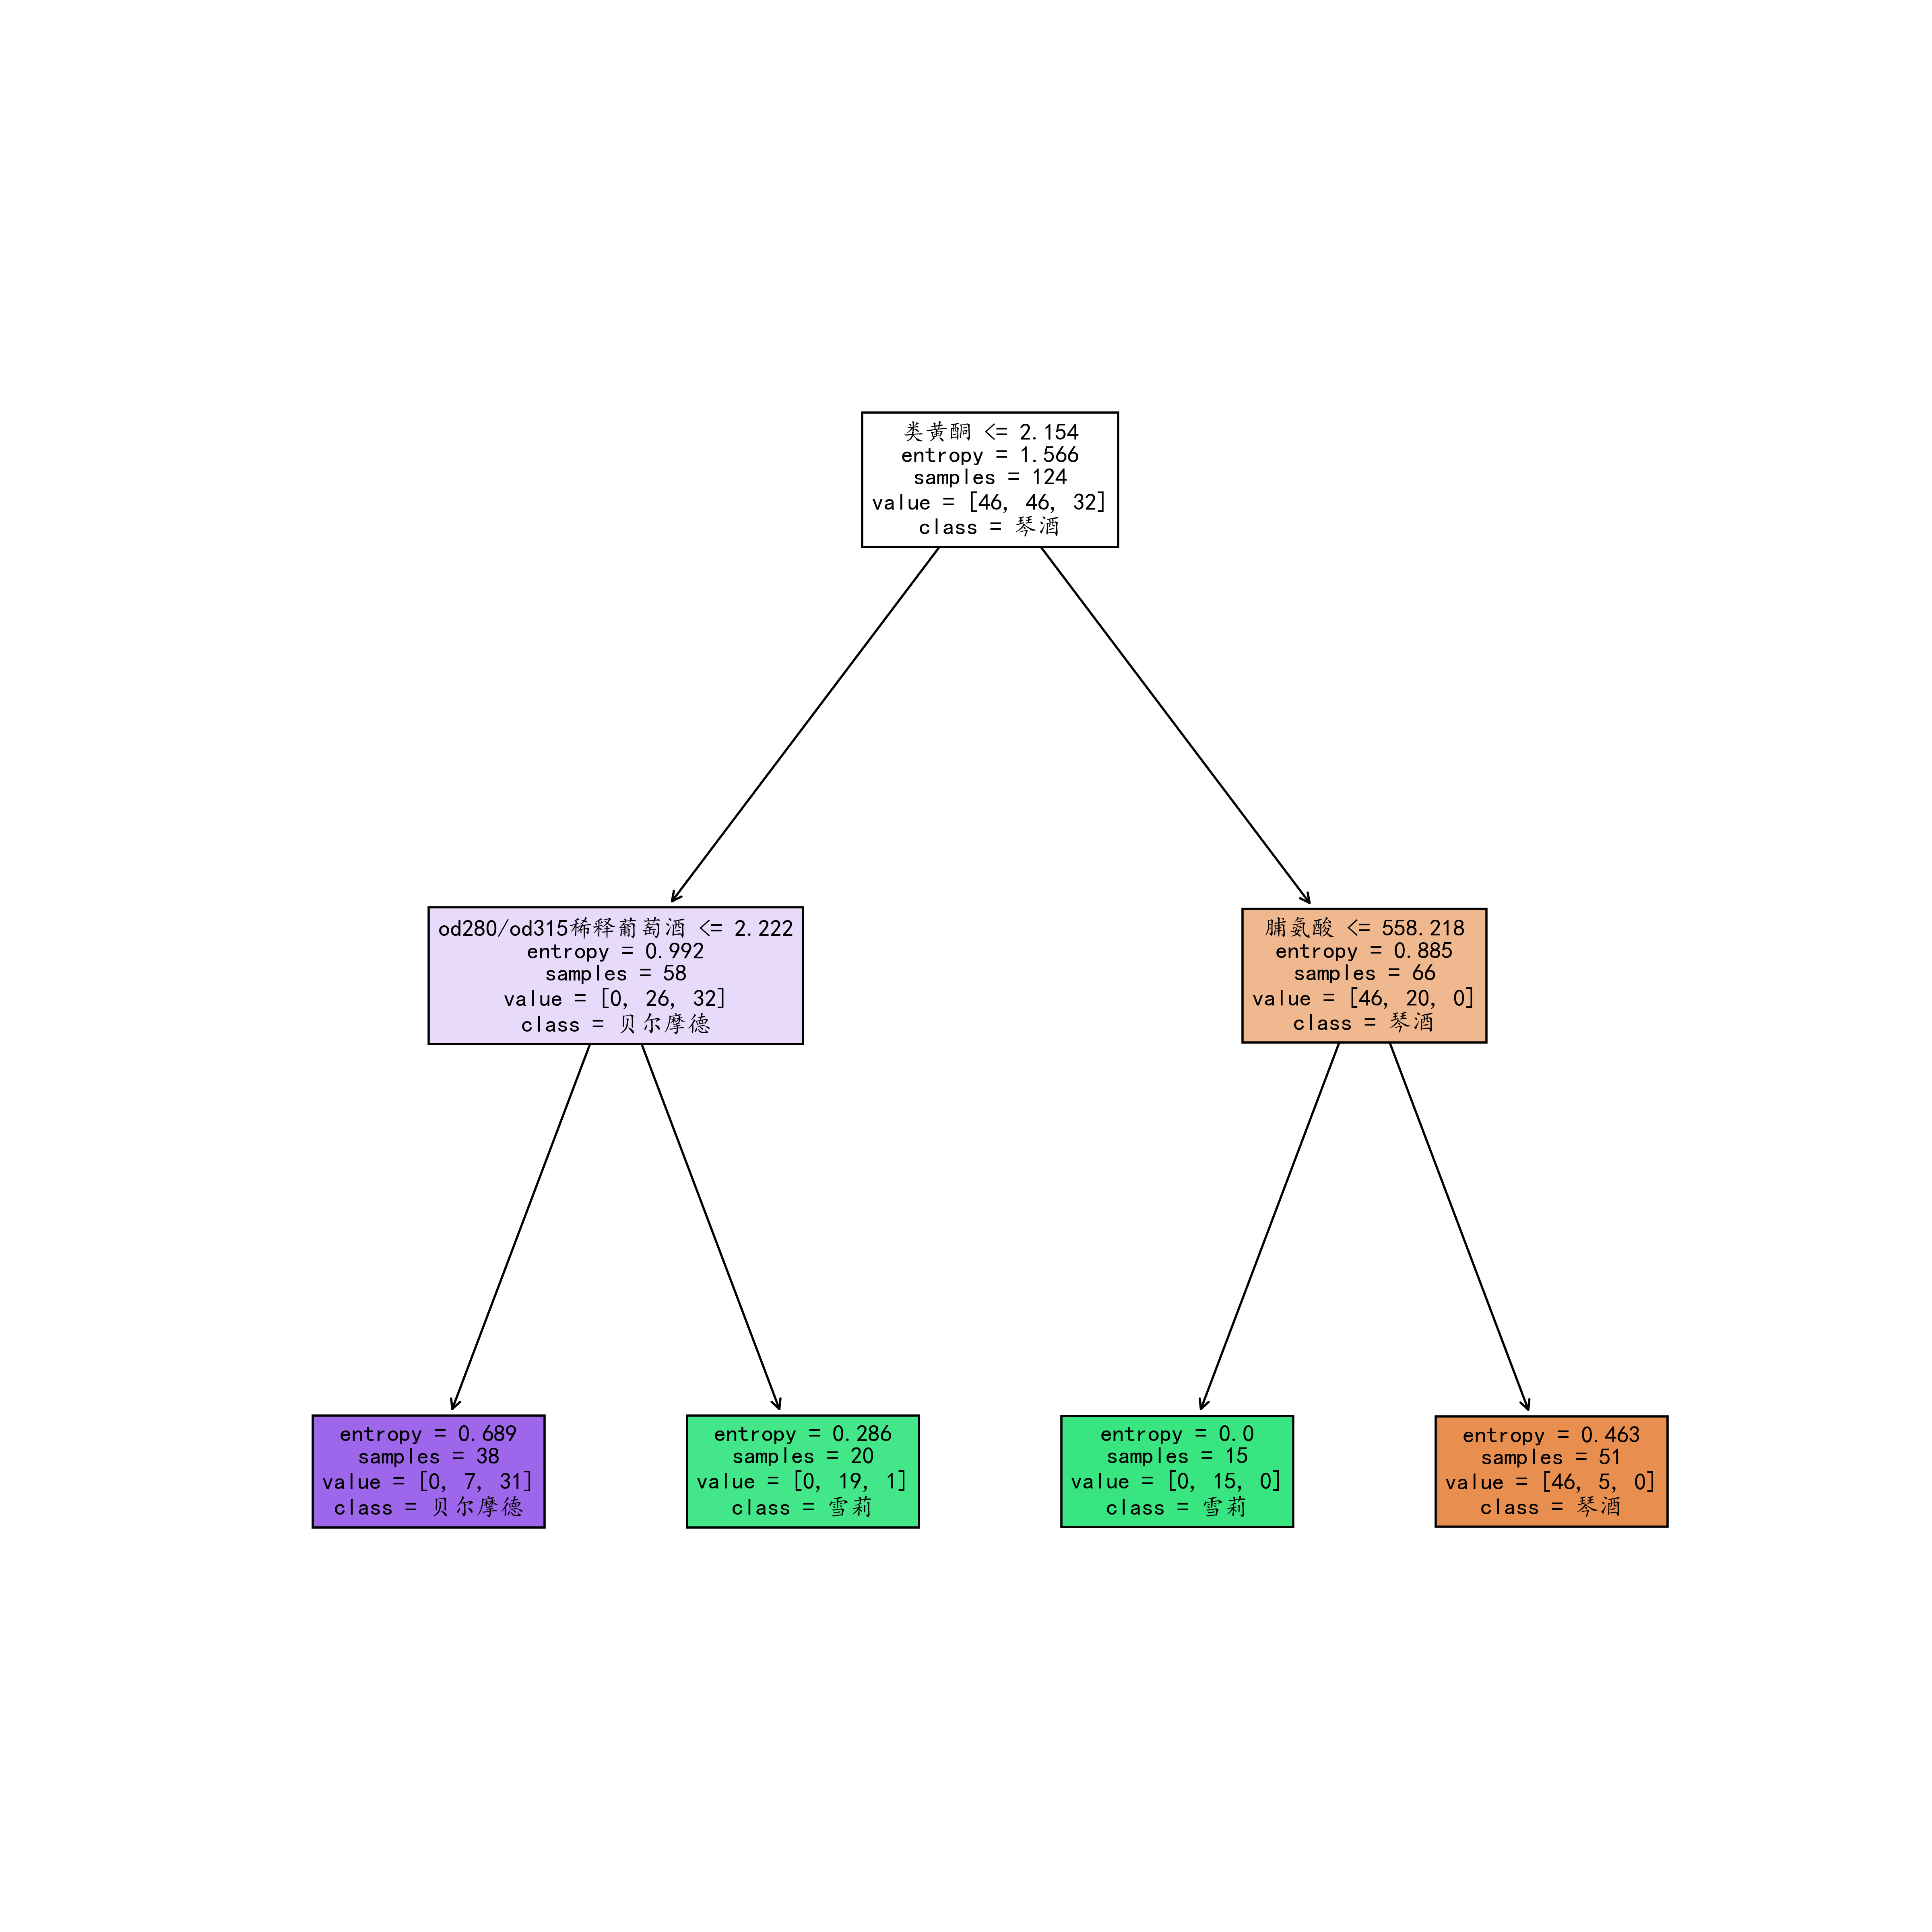 类黄酮 <= 2.154
entropy = 1.566
samples = 124
value = [46, 46, 32]
class = 琴酒
od280/od315稀释葡萄酒 <= 2.222
entropy = 0.992
samples = 58
value = [0, 26, 32]
class = 贝尔摩德
脯氨酸 <= 558.218
entropy = 0.885
samples = 66
value = [46, 20, 0]
class = 琴酒
entropy = 0.689
samples = 38
value = [0, 7, 31]
class = 贝尔摩德
entropy = 0.286
samples = 20
value = [0, 19, 1]
class = 雪莉
entropy = 0.0
samples = 15
value = [0, 15, 0]
class = 雪莉
entropy = 0.463
samples = 51
value = [46, 5, 0]
class = 琴酒